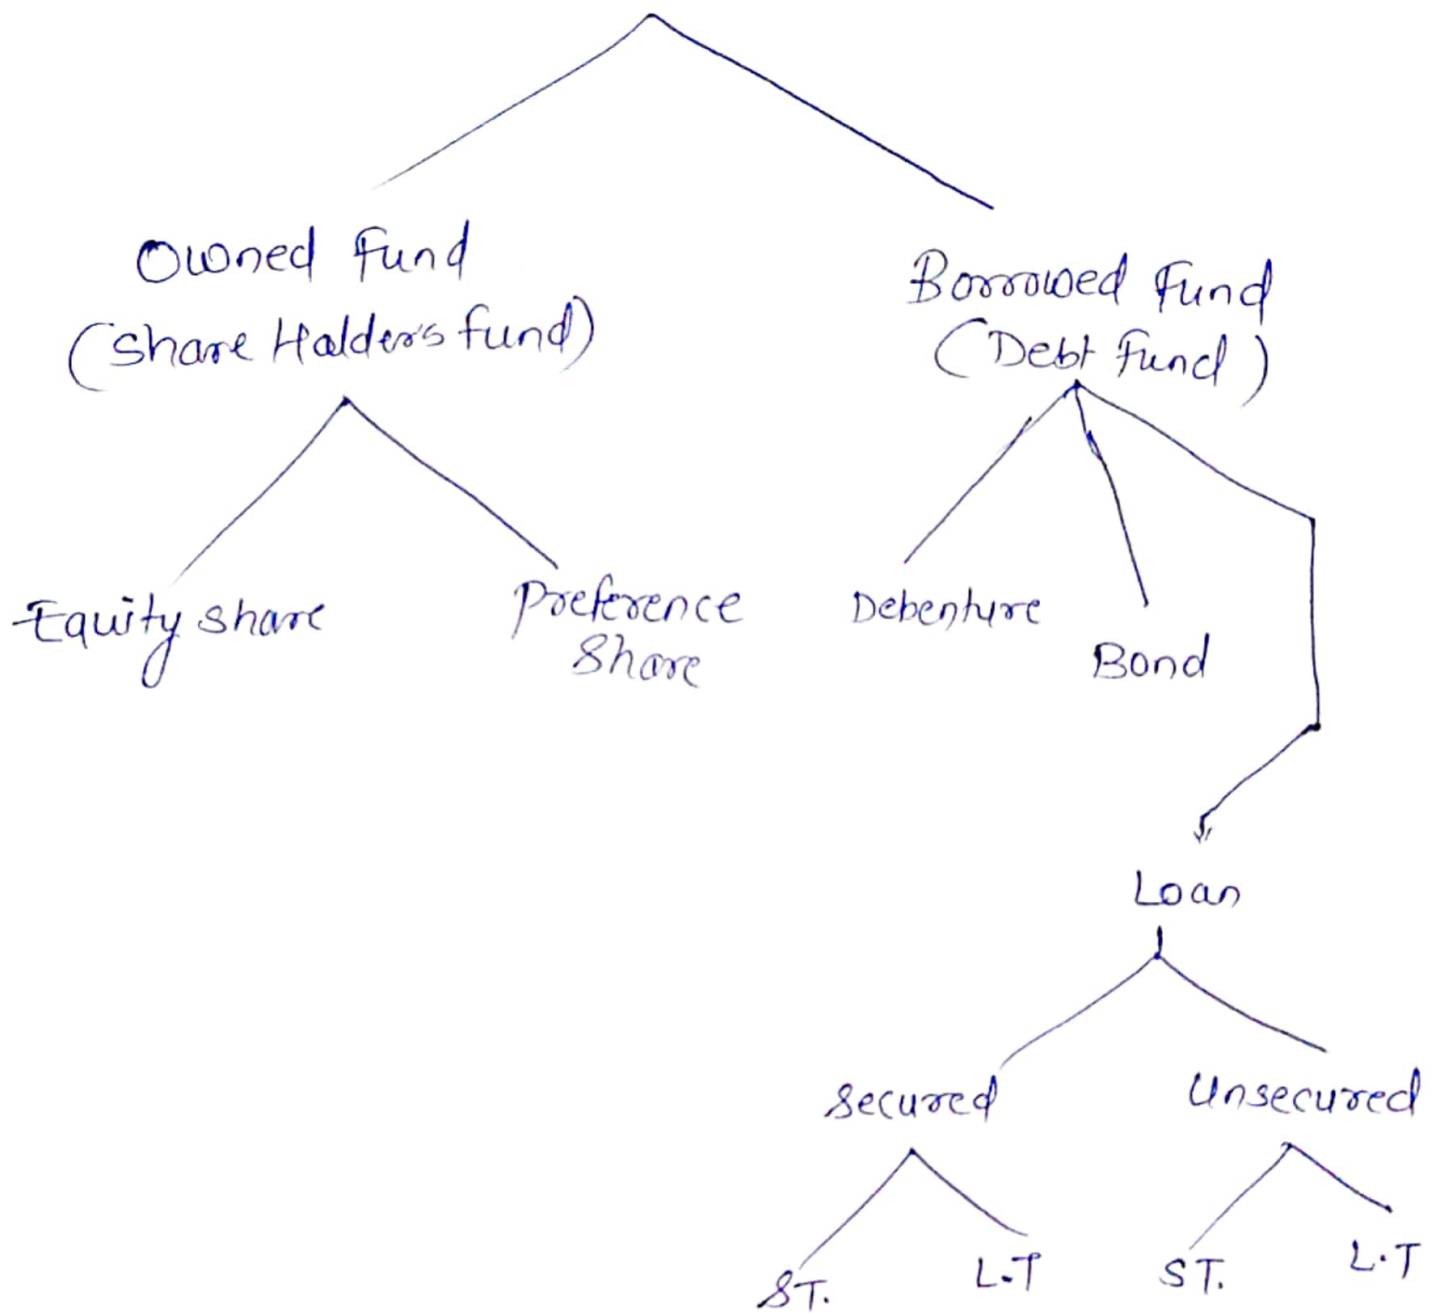 Owned Fund
(Share Halders fund)
Borrowed Fund
(Debt Fund)
Equity share
Preference
Share
Debenture
Bond
Loan
Secured
Unsecured
ST.
L.T
ST.
L.T